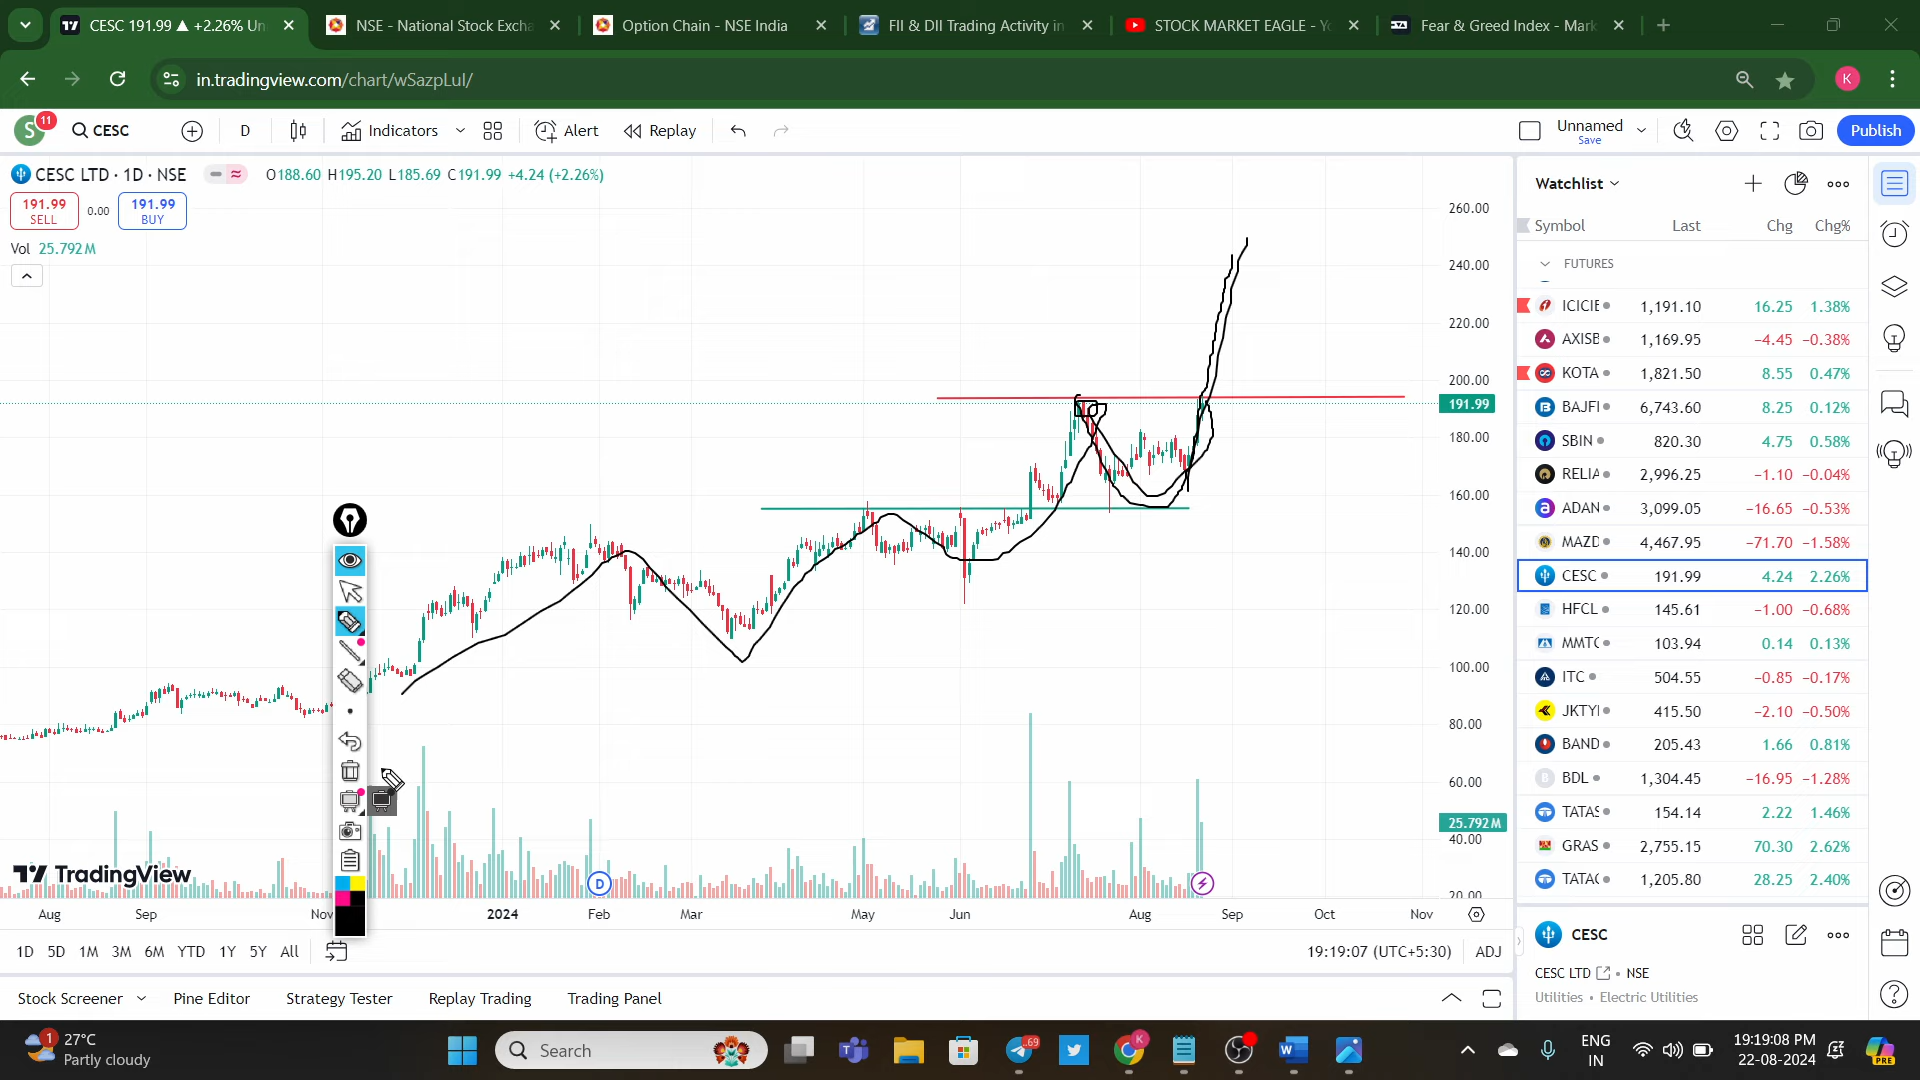 CESC 191.99 ▲ +2.26% Un
NSE - National Stock Excha
Option Chain - NSE India
FII & DII Trading Activity in
STOCK MARKET EAGLE - Yo
Fear & Greed Index - Mark
in.tradingview.com/chart/wSazpLul/
K
S
11
CESC
D
Indicators
Alert
Replay
Unnamed
Save
Publish
CESC LTD · 1D · NSE
O188.60 H195.20 L185.69 C191.99 +4.24 (+2.26%)
191.99
SELL
0.00
191.99
BUY
Vol 25.792M
260.00
240.00
220.00
200.00
191.99
180.00
160.00
140.00
120.00
100.00
80.00
60.00
25.792M
40.00
20.00
D
TradingView
Aug Sep Nov 2024 Feb Mar May Jun Aug Sep Oct Nov
1D 5D 1M 3M 6M YTD 1Y 5Y All
19:19:07 (UTC+5:30) ADJ
Stock Screener Pine Editor Strategy Tester Replay Trading Trading Panel
Watchlist
Symbol Last Chg Chg%
FUTURES
ICICIE 1,191.10 16.25 1.38%
AXISB 1,169.95 −4.45 −0.38%
KOTA 1,821.50 8.55 0.47%
BAJFI 6,743.60 8.25 0.12%
SBIN 820.30 4.75 0.58%
RELIA 2,996.25 −1.10 −0.04%
ADAN 3,099.05 −16.65 −0.53%
MAZD 4,467.95 −71.70 −1.58%
CESC 191.99 4.24 2.26%
HFCL 145.61 −1.00 −0.68%
MMTC 103.94 0.14 0.13%
ITC 504.55 −0.85 −0.17%
JKTYI 415.50 −2.10 −0.50%
BAND 205.43 1.66 0.81%
BDL 1,304.45 −16.95 −1.28%
TATAS 154.14 2.22 1.46%
GRAS 2,755.15 70.30 2.62%
TATAC 1,205.80 28.25 2.40%
CESC
CESC LTD • NSE
Utilities • Electric Utilities
1
27°C
Partly cloudy
Search
69
K
ENG
IN
19:19:08 PM
22-08-2024
PRE